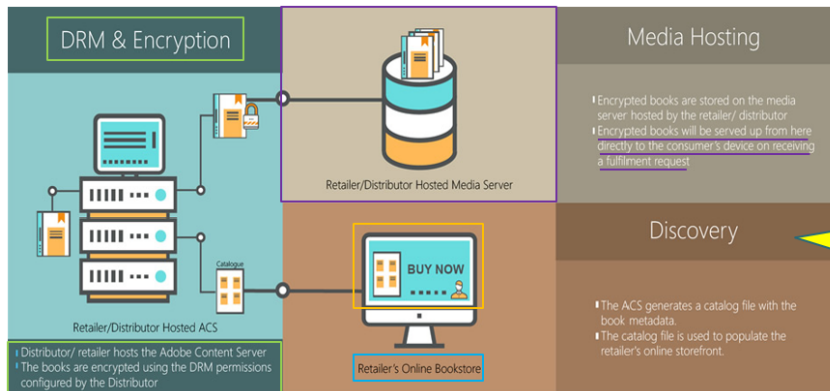 DRM & Encryption
Retailer/Distributor Hosted Media Server
Media Hosting
Encrypted books are stored on the media
server hosted by the retailer/ distributor
Encrypted books will be served up from here
directly to the consumer's device on receiving
a fulfilment request
Catalogue
Retailer/Distributor Hosted ACS
Distributor/ retailer hosts the Adobe Content Server
The books are encrypted using the DRM permissions
configured by the Distributor
BUY NOW
Retailer's Online Bookstore
Discovery
The ACS generates a catalog file with the
book metadata.
The catalog file is used to populate the
retailer's online storefront.